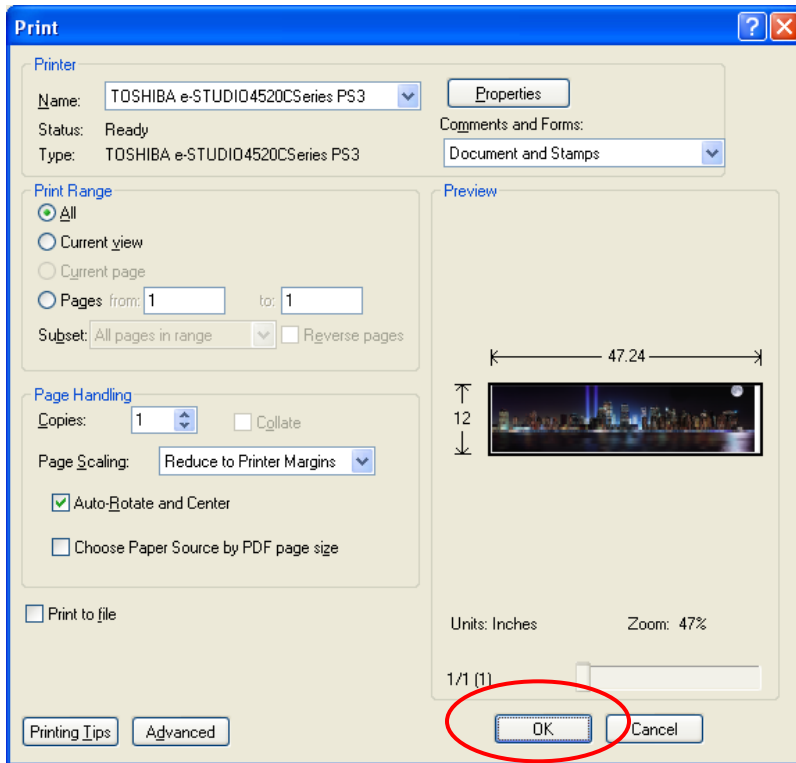 Print
Printer
Name: TOSHIBA e-STUDIO4520CSeries PS3
Properties
Status: Ready
Comments and Forms:
Type: TOSHIBA e-STUDIO4520CSeries PS3
Document and Stamps
Print Range
All
Current view
Current page
Pages from: 1 to: 1
Subset: All pages in range Reverse pages
Preview
47.24
12
Page Handling
Copies: 1 Collate
Page Scaling: Reduce to Printer Margins
Auto-Rotate and Center
Choose Paper Source by PDF page size
Print to file
Units: Inches Zoom: 47%
1/1 (1)
Printing Tips Advanced OK Cancel